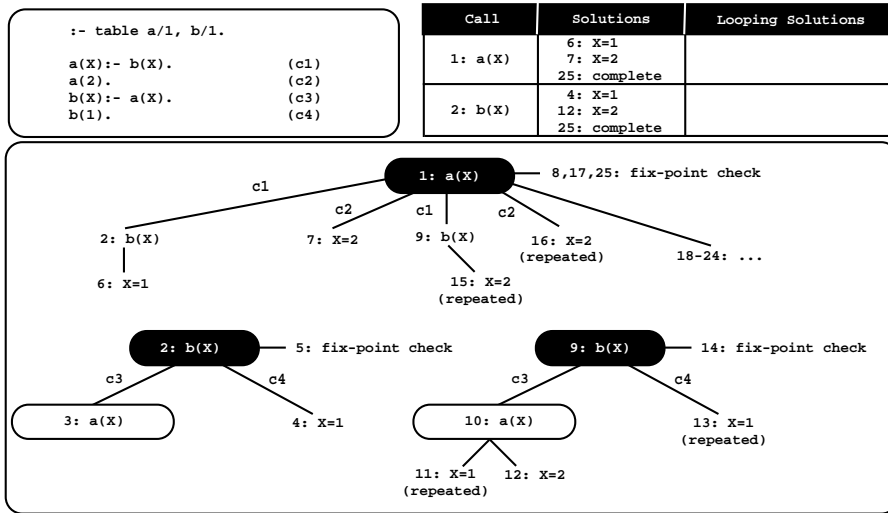 :- table a/1, b/1.
a(X):- b(X). (c1)
a(2). (c2)
b(X):- a(X). (c3)
b(1). (c4)
Call Solutions Looping Solutions
1: a(X)
6: X=1
7: X=2
25: complete
2: b(X)
4: X=1
12: X=2
25: complete
1: a(X)
8,17,25: fix-point check
c1
c2
c1
c2
2: b(X)
7: X=2
9: b(X)
16: X=2
(repeated)
18-24: ...
6: X=1
15: X=2
(repeated)
2: b(X)
5: fix-point check
c3
c4
3: a(X)
4: X=1
9: b(X)
14: fix-point check
c3
c4
10: a(X)
13: X=1
(repeated)
11: X=1
(repeated)
12: X=2